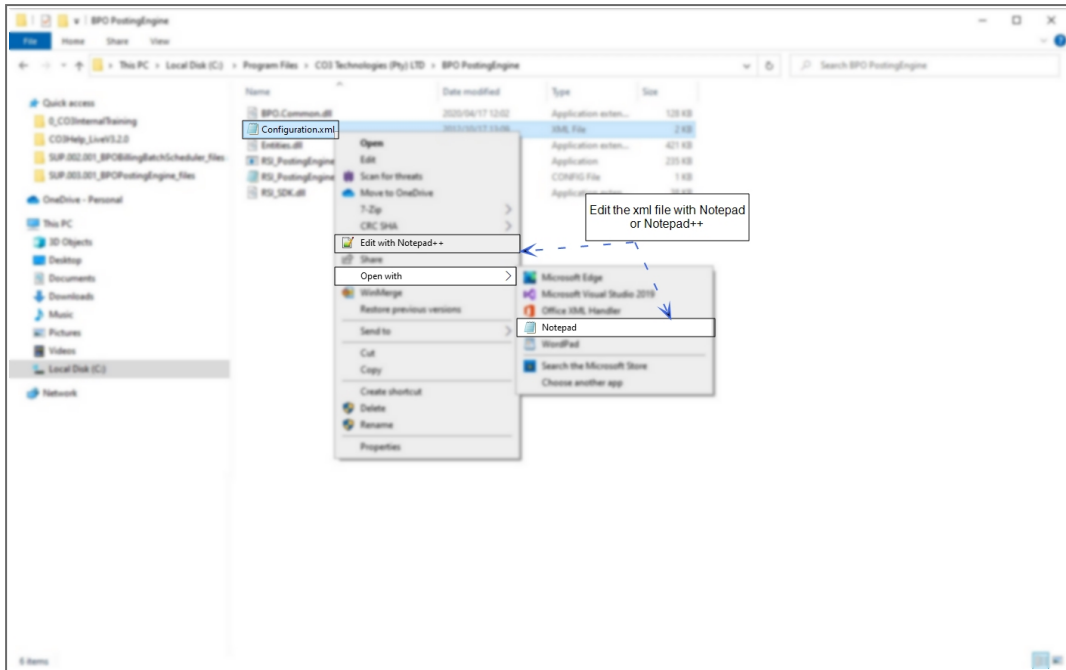 BPO PostingEngine
File Home Share View
This PC › Local Disk (C:) › Program Files › CO3 Technologies (Pty) LTD › BPO PostingEngine
Search BPO PostingEngine
Name Date modified Type Size
Quick access
0_CO3InternalTraining
CO3Help_LiveV3.2.0
SUP.002.001_BPOBillingBatchScheduler_files
SUP.003.001_BPOPostingEngine_files
OneDrive - Personal
This PC
3D Objects
Desktop
Documents
Downloads
Music
Pictures
Videos
Local Disk (C:)
Network
BPO.Common.dll 2020/04/17 12:02 Application exten... 128 KB
Configuration.xml XML File 2 KB
Entities.dll Application exten... 421 KB
RSI_PostingEngine Application 235 KB
RSI_PostingEngine CONFIG File 1 KB
RSI_SDK.dll
Open
Edit
Scan for threats
Move to OneDrive
7-Zip
CRC SHA
Edit with Notepad++
Share
Open with
WinMerge
Restore previous versions
Send to
Cut
Copy
Create shortcut
Delete
Rename
Properties
Edit the xml file with Notepad
or Notepad++
Microsoft Edge
Microsoft Visual Studio 2019
Office XML Handler
Notepad
WordPad
Search the Microsoft Store
Choose another app
6 items